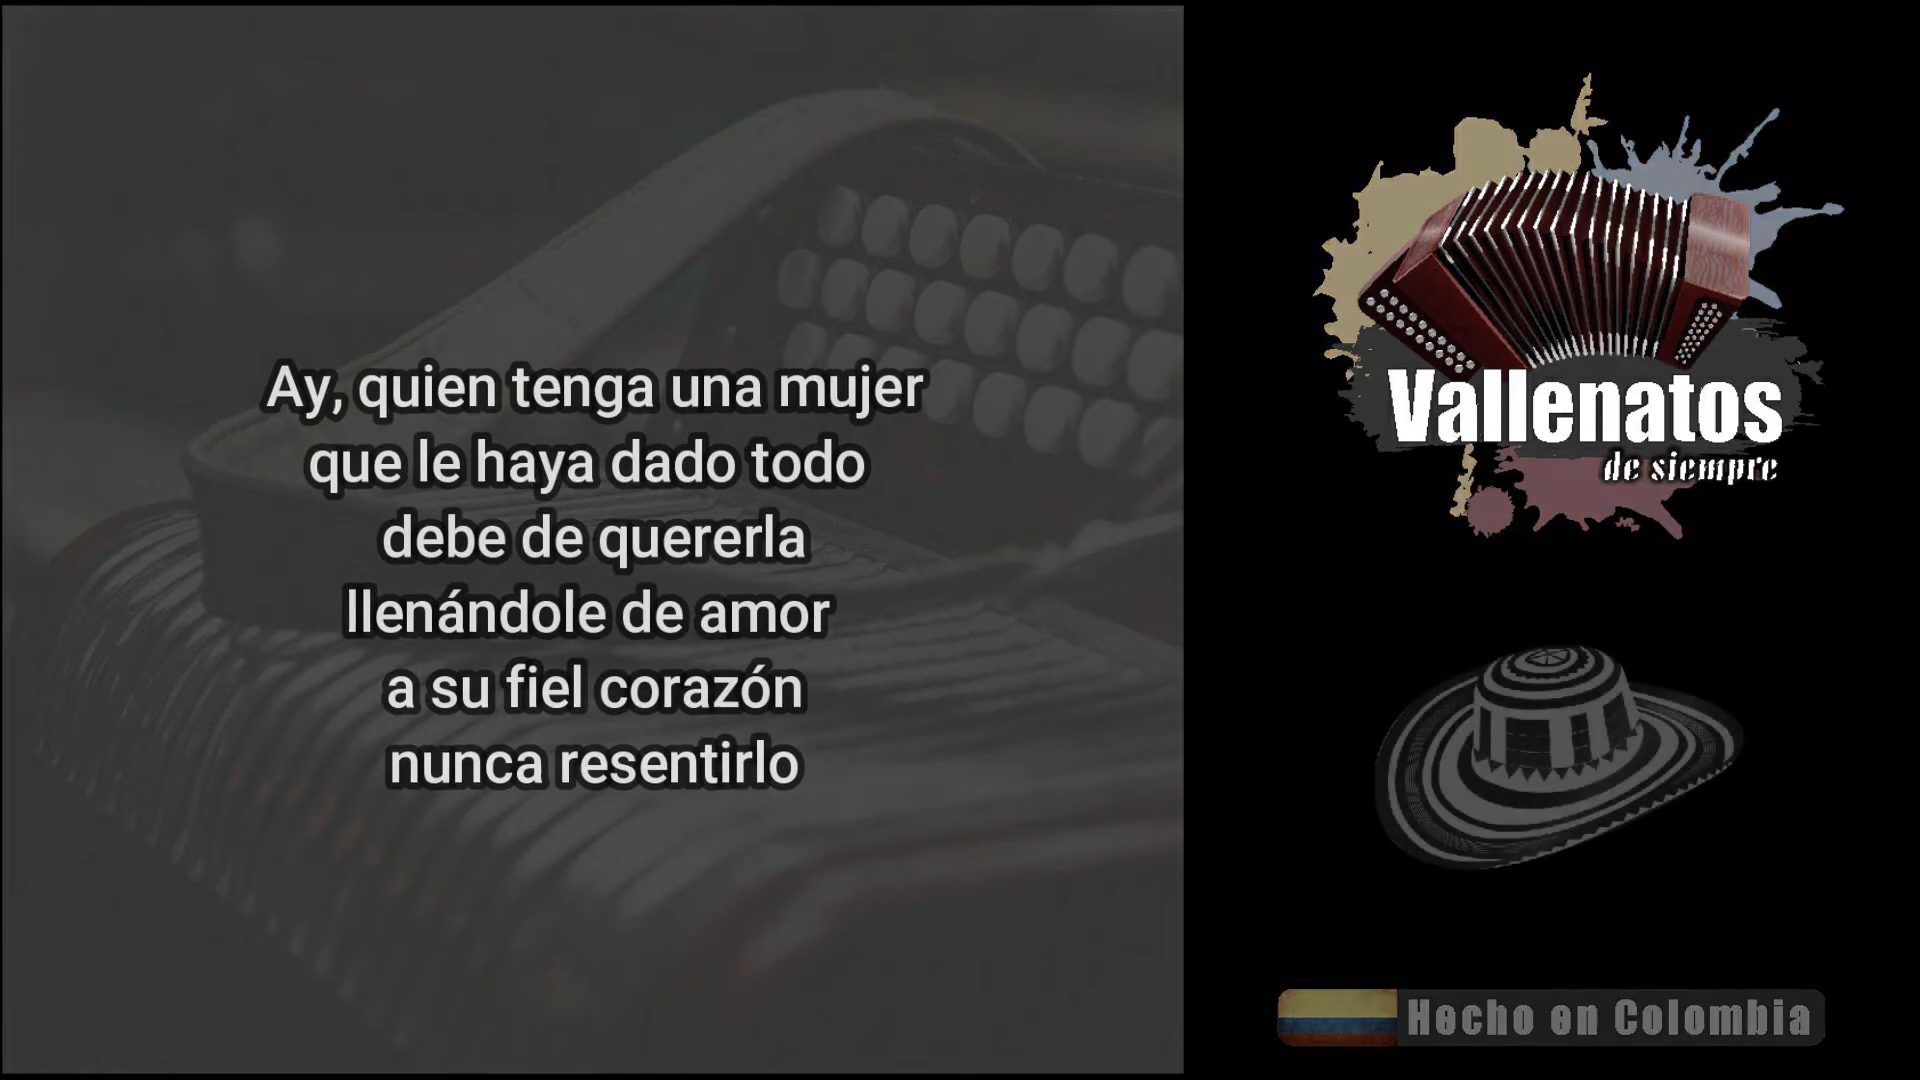 Ay, quien tenga una mujer
que le haya dado todo
debe de quererla
llenándole de amor
a su fiel corazón
nunca resentirlo
Vallenatos
de siempre
Hecho en Colombia